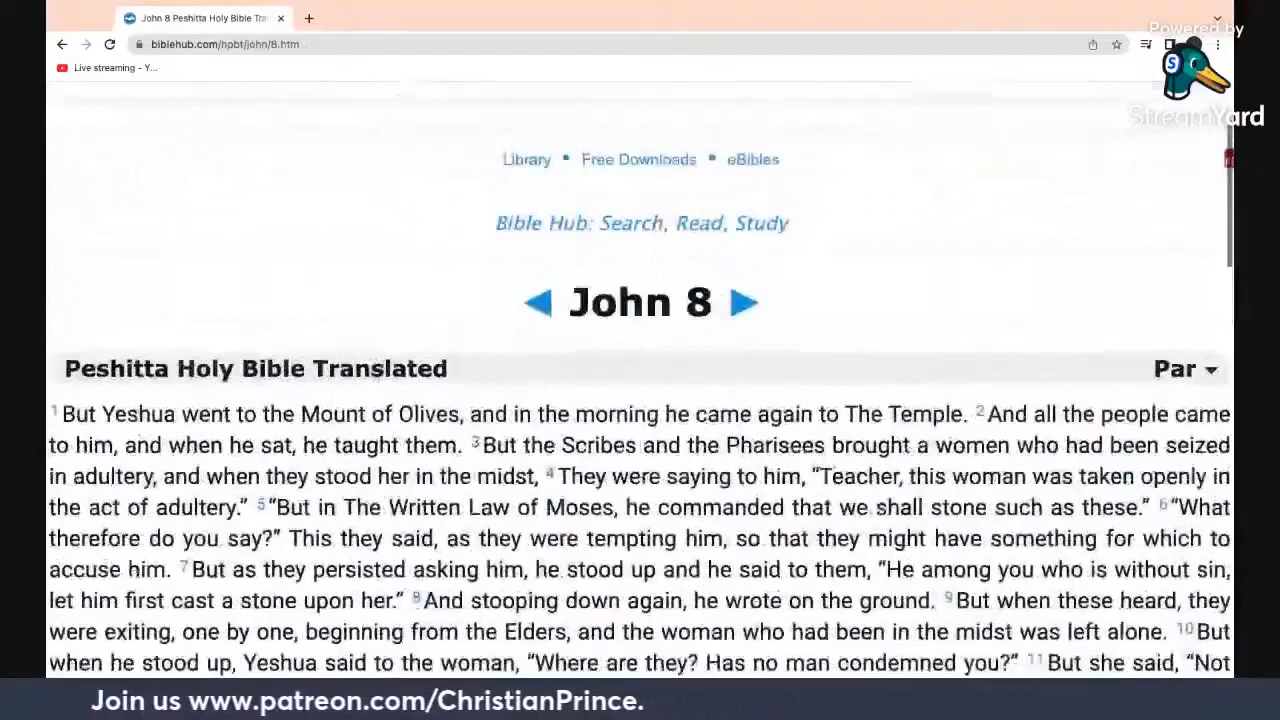 John 8 Peshitta Holy Bible Tra
Powered by
biblehub.com/hpbt/john/8.htm
Live streaming - Y...
S
StreamYard
Library • Free Downloads • eBibles
Bible Hub: Search, Read, Study
John 8
Peshitta Holy Bible Translated
Par
1 But Yeshua went to the Mount of Olives, and in the morning he came again to The Temple. 2 And all the people came
to him, and when he sat, he taught them. 3 But the Scribes and the Pharisees brought a women who had been seized
in adultery, and when they stood her in the midst, 4 They were saying to him, “Teacher, this woman was taken openly in
the act of adultery.” 5 “But in The Written Law of Moses, he commanded that we shall stone such as these.” 6 “What
therefore do you say?” This they said, as they were tempting him, so that they might have something for which to
accuse him. 7 But as they persisted asking him, he stood up and he said to them, “He among you who is without sin,
let him first cast a stone upon her.” 8 And stooping down again, he wrote on the ground. 9 But when these heard, they
were exiting, one by one, beginning from the Elders, and the woman who had been in the midst was left alone. 10 But
when he stood up, Yeshua said to the woman, “Where are they? Has no man condemned you?” 11 But she said, “Not
Join us www.patreon.com/ChristianPrince.